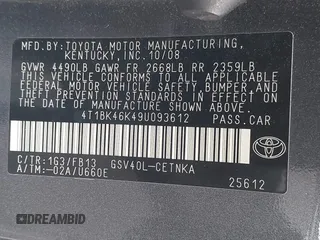 MFD.BY: TOYOTA MOTOR MANUFACTURING,
KENTUCKY, INC. 10/08
GVWR 4490LB GAWR FR 2668LB RR 2359LB
THIS VEHICLE CONFORMS TO ALL APPLICABLE
FEDERAL MOTOR VEHICLE SAFETY, BUMPER,
AND THEFT PREVENTION STANDARDS IN EFFECT
ON THE DATE OF MANUFACTURE SHOWN ABOVE.
4T1BK46K49U093612 PASS.CAR
C/TR: 1G3/FB13 GSV40L-CETNKA
A/TM: -02A/U660E
TOYOTA
25612
DREAMBID